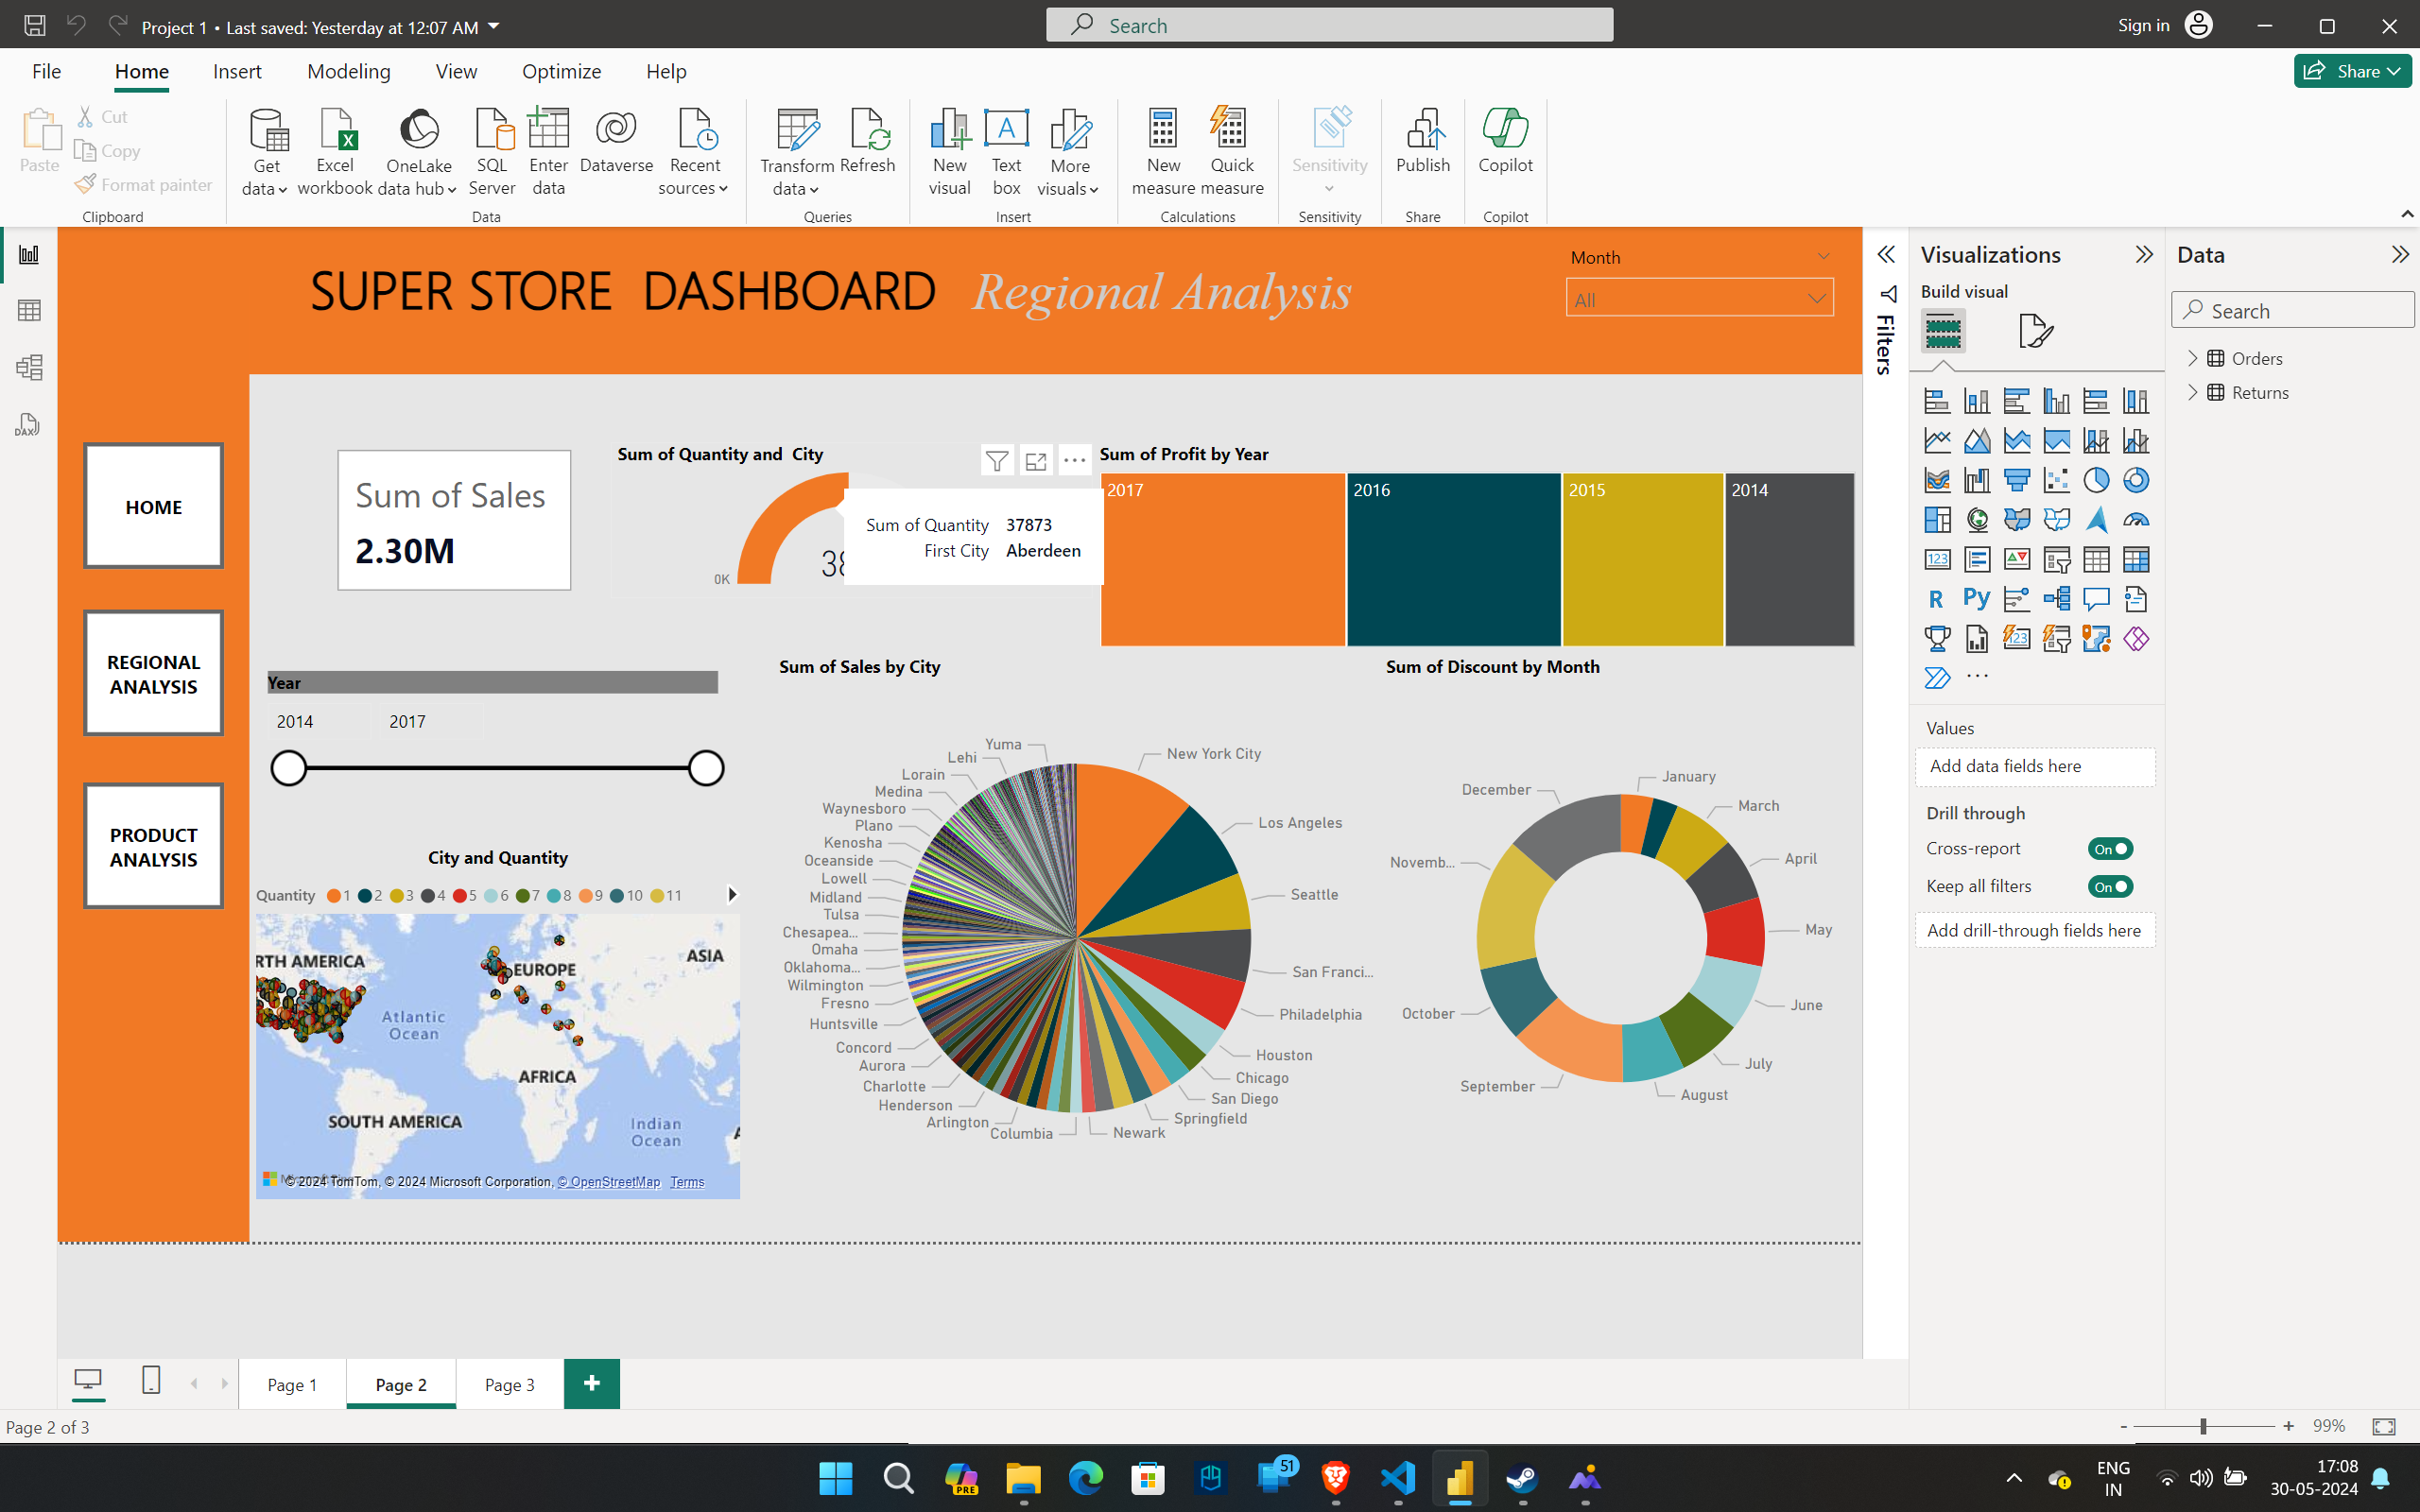 Project 1 • Last saved: Yesterday at 12:07 AM
Search
Sign in
File
Home
Insert
Modeling
View
Optimize
Help
Share
Paste
Cut
Copy
Format painter
Clipboard
Get data
Excel workbook
OneLake data hub
SQL Server
Enter data
Dataverse
Recent sources
Data
Transform data
Refresh
Queries
New visual
Text box
More visuals
Insert
New measure
Quick measure
Calculations
Sensitivity
Sensitivity
Publish
Share
Copilot
Copilot
SUPER STORE DASHBOARD Regional Analysis
Month
All
HOME
REGIONAL
ANALYSIS
PRODUCT
ANALYSIS
Sum of Sales
2.30M
Sum of Quantity and City
0K
Sum of Quantity 37873
First City Aberdeen
Sum of Profit by Year
2017
2016
2015
2014
Year
2014
2017
City and Quantity
Quantity 1 2 3 4 5 6 7 8 9 10 11
RTH AMERICA
EUROPE
ASIA
Atlantic
Ocean
AFRICA
SOUTH AMERICA
Indian
Ocean
© 2024 TomTom, © 2024 Microsoft Corporation, © OpenStreetMap Terms
Sum of Sales by City
Yuma
Lehi
Lorain
Medina
Waynesboro
Plano
Kenosha
Oceanside
Lowell
Midland
Tulsa
Chesapea...
Omaha
Oklahoma...
Wilmington
Fresno
Huntsville
Concord
Aurora
Charlotte
Henderson
Arlington
Columbia
New York City
Los Angeles
Seattle
San Franci...
Philadelphia
Houston
Chicago
San Diego
Springfield
Newark
Sum of Discount by Month
January
March
April
May
June
July
August
September
October
Novemb...
December
Filters
Visualizations
Build visual
123
R
Py
123
Values
Add data fields here
Drill through
Cross-report
On
Keep all filters
On
Add drill-through fields here
Data
Search
Orders
Returns
DAX
Page 1
Page 2
Page 3
Page 2 of 3
99%
PRE
51
ENG
IN
17:08
30-05-2024